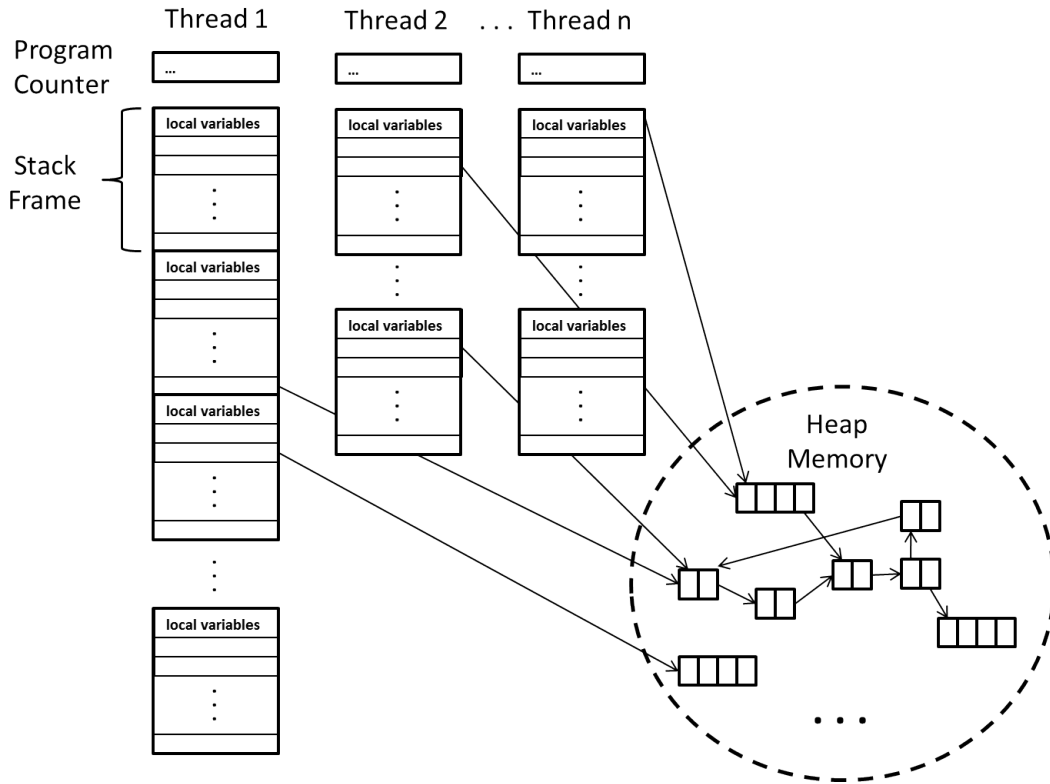 Thread 1
Thread 2
. . .
Thread n
Program
Counter
...
...
...
Stack
Frame
local variables
local variables
local variables
local variables
local variables
local variables
local variables
local variables
Heap
Memory
. . .